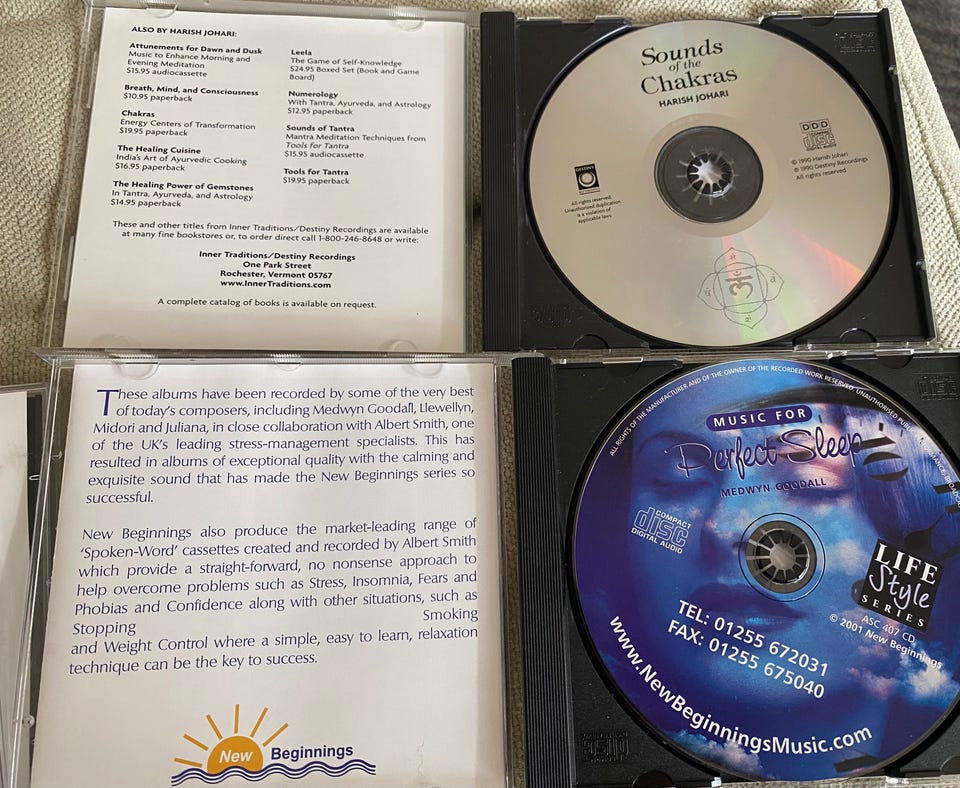 ALSO BY HARISH JOHARI:
Attunements for Dawn and Dusk
Music to Enhance Morning and
Evening Meditation
$15.95 audiocassette
Breath, Mind, and Consciousness
$10.95 paperback
Chakras
Energy Centers of Transformation
$19.95 paperback
The Healing Cuisine
India's Art of Ayurvedic Cooking
$16.95 paperback
The Healing Power of Gemstones
In Tantra, Ayurveda, and Astrology
$14.95 paperback
Leela
The Game of Self-Knowledge
$24.95 Boxed Set (Book and Game
Board)
Numerology
With Tantra, Ayurveda, and Astrology
$12.95 paperback
Sounds of Tantra
Mantra Meditation Techniques from
Tools for Tantra
$15.95 audiocassette
Tools for Tantra
$19.95 paperback
These and other titles from Inner Traditions/Destiny Recordings are available
at many fine bookstores or, to order direct call 1-800-246-8648 or write:
Inner Traditions/Destiny Recordings
One Park Street
Rochester, Vermont 05767
www.InnerTraditions.com
A complete catalog of books is available on request.
Sounds
of the
Chakras
HARISH JOHARI
DESTINY
All rights reserved.
Unauthorized duplication
is a violation of
applicable laws.
DDD
COMPACT
disc
© 1990 Harish Johari
℗ 1990 Destiny Recordings
All rights reserved
These albums have been recorded by some of the very best
of today's composers, including Medwyn Goodall, Llewellyn,
Midori and Juliana, in close collaboration with Albert Smith, one
of the UK's leading stress-management specialists. This has
resulted in albums of exceptional quality with the calming and
exquisite sound that has made the New Beginnings series so
successful.
New Beginnings also produce the market-leading range of
'Spoken-Word' cassettes created and recorded by Albert Smith
which provide a straight-forward, no nonsense approach to
help overcome problems such as Stress, Insomnia, Fears and
Phobias and Confidence along with other situations, such as
Stopping Smoking
and Weight Control where a simple, easy to learn, relaxation
technique can be the key to success.
New Beginnings
ALL RIGHTS OF THE MANUFACTURER AND OF THE OWNER OF THE RECORDED WORK RESERVED. UNAUTHORISED
MUSIC FOR
Perfect Sleep
MEDWYN GOODALL
COMPACT
disc
DIGITAL AUDIO
LIFE
Style
SERIES
ASC 407 CD
℗ 2001 New Beginnings
TEL: 01255 672031
FAX: 01255 675040
www.NewBeginningsMusic.com